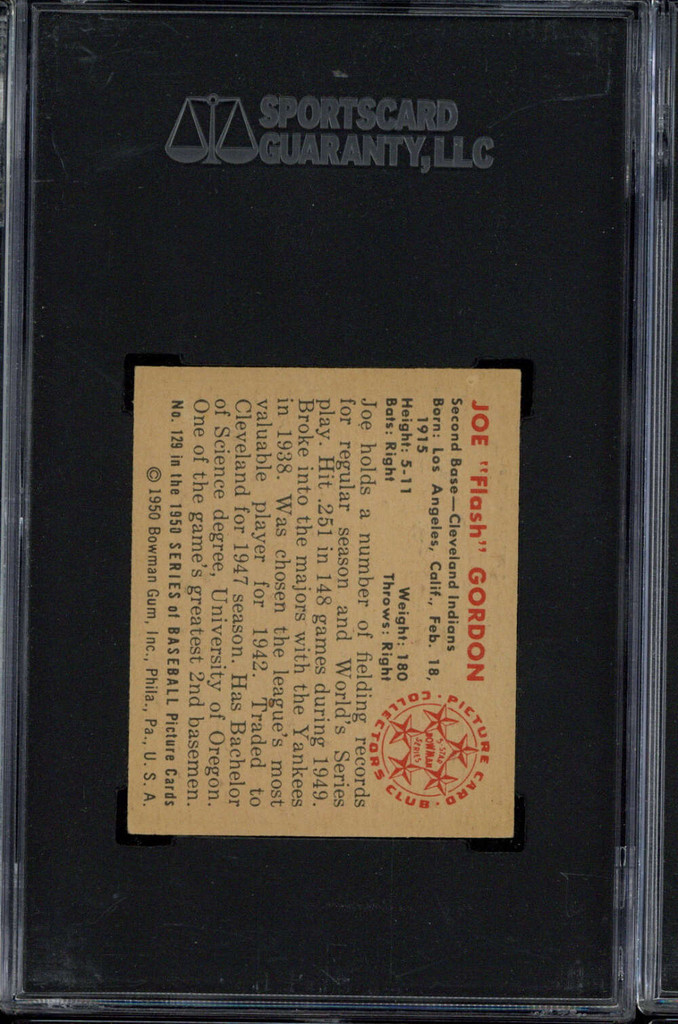 SPORTSCARD
GUARANTY, LLC
JOE "Flash" GORDON
Second Base—Cleveland Indians
Born: Los Angeles, Calif., Feb. 18,
1915
Height: 5-11 Weight: 180
Bats: Right Throws: Right
PICTURE CARD
COLLECTORS CLUB
5-STAR
BOWMAN
SERIES
Joe holds a number of fielding records
for regular season and World's Series
play. Hit .251 in 148 games during 1949.
Broke into the majors with the Yankees
in 1938. Was chosen the league's most
valuable player for 1942. Traded to
Cleveland for 1947 season. Has Bachelor
of Science degree, University of Oregon.
One of the game's greatest 2nd basemen.
No. 129 in the 1950 SERIES of BASEBALL Picture Cards
© 1950 Bowman Gum, Inc., Phila., Pa., U. S. A.